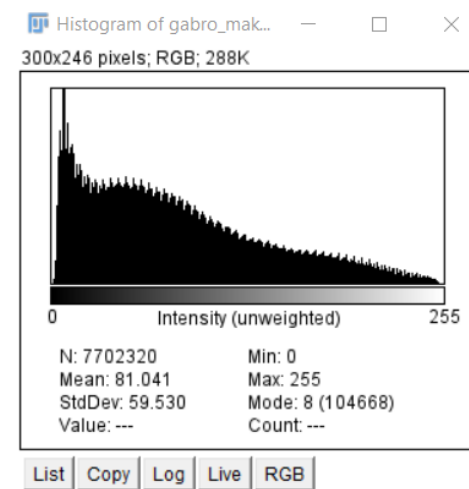 Histogram of gabro_mak...
300x246 pixels; RGB; 288K
0 Intensity (unweighted) 255
N: 7702320 Min: 0
Mean: 81.041 Max: 255
StdDev: 59.530 Mode: 8 (104668)
Value: --- Count: ---
List Copy Log Live RGB